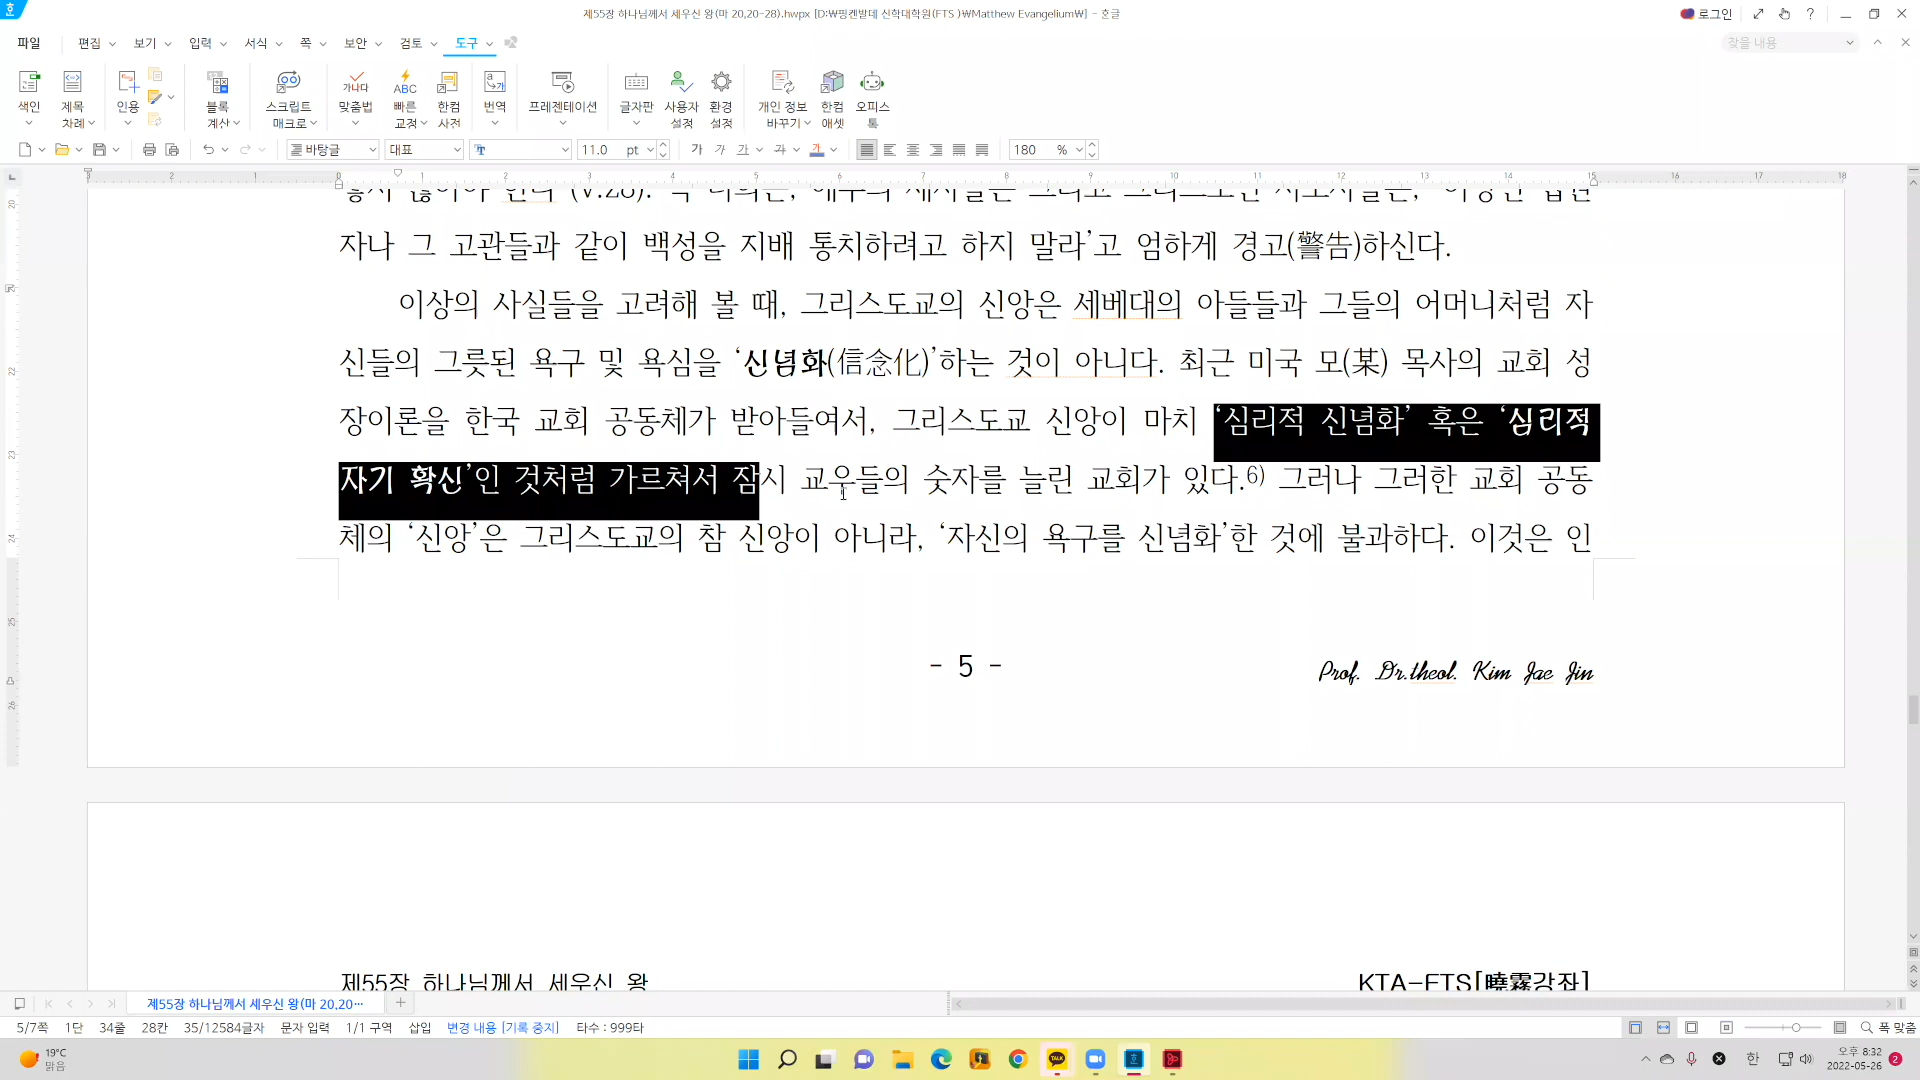 제55장 하나님께서 세우신 왕(마 20,20-28).hwpx [D:₩핑켄발데 신학대학원(FTS )₩Matthew Evangelium₩] - 흔글
로그인
파일 편집 보기 입력 서식 쪽 보안 검토 도구
찾을 내용
색인
제목 차례
인용
블록 계산
스크립트 매크로
맞춤법
빠른 교정
한컴 사전
번역
프레젠테이션
글자판
사용자 설정
환경 설정
개인 정보 바꾸기
한컴 애셋
오피스 톡
바탕글 대표 11.0 pt 가 가 가 가 가 180 %
자나 그 고관들과 같이 백성을 지배 통치하려고 하지 말라’고 엄하게 경고(警告)하신다.
이상의 사실들을 고려해 볼 때, 그리스도교의 신앙은 세베대의 아들들과 그들의 어머니처럼 자
신들의 그릇된 욕구 및 욕심을 ‘신념화(信念化)’하는 것이 아니다. 최근 미국 모(某) 목사의 교회 성
장이론을 한국 교회 공동체가 받아들여서, 그리스도교 신앙이 마치 ‘심리적 신념화’ 혹은 ‘심리적
자기 확신’인 것처럼 가르쳐서 잠시 교우들의 숫자를 늘린 교회가 있다.6) 그러나 그러한 교회 공동
체의 ‘신앙’은 그리스도교의 참 신앙이 아니라, ‘자신의 욕구를 신념화’한 것에 불과하다. 이것은 인
- 5 -
Prof. Dr.theol. Kim Jae Jin
제55장 하나님께서 세우신 왕
KTA-FTS[曉霧강좌]
제55장 하나님께서 세우신 왕(마 20,20…
5/7쪽 1단 34줄 28칸 35/12584글자 문자 입력 1/1 구역 삽입 변경 내용 [기록 중지] 타수 : 999타
폭 맞춤
19°C
맑음
TALK
한
오후 8:32
2022-05-26
2